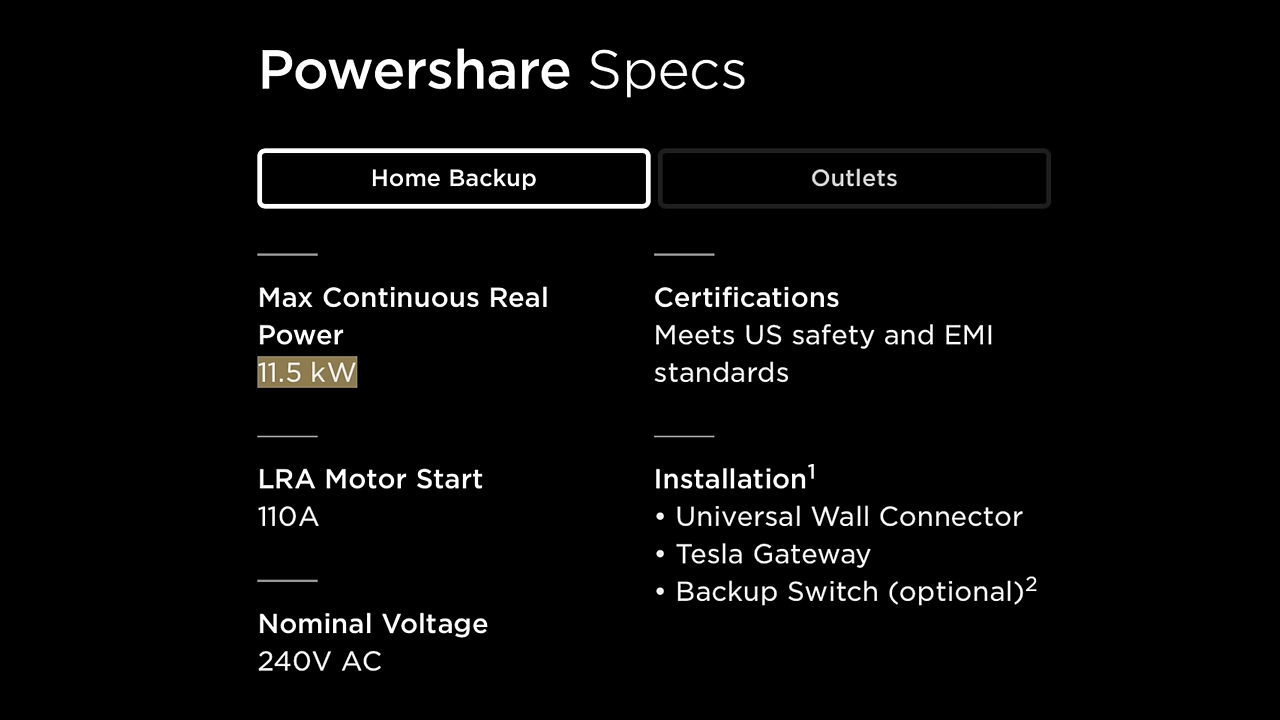 Powershare Specs
Home Backup
Outlets
Max Continuous Real
Power
11.5 kW
LRA Motor Start
110A
Nominal Voltage
240V AC
Certifications
Meets US safety and EMI
standards
Installation¹
• Universal Wall Connector
• Tesla Gateway
• Backup Switch (optional)²